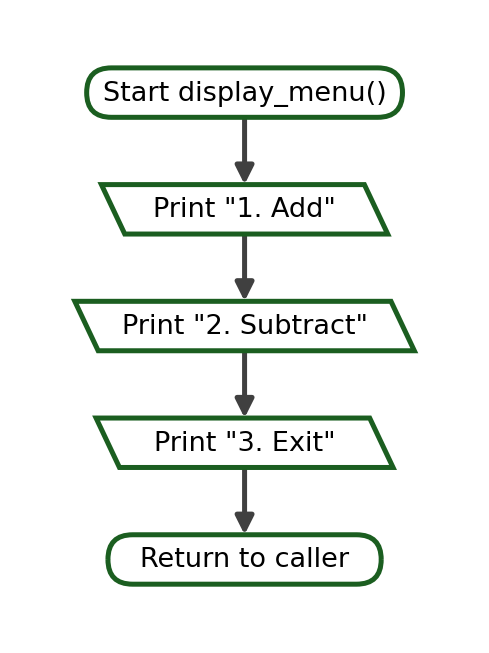 Start display_menu()
Print "1. Add"
Print "2. Subtract"
Print "3. Exit"
Return to caller